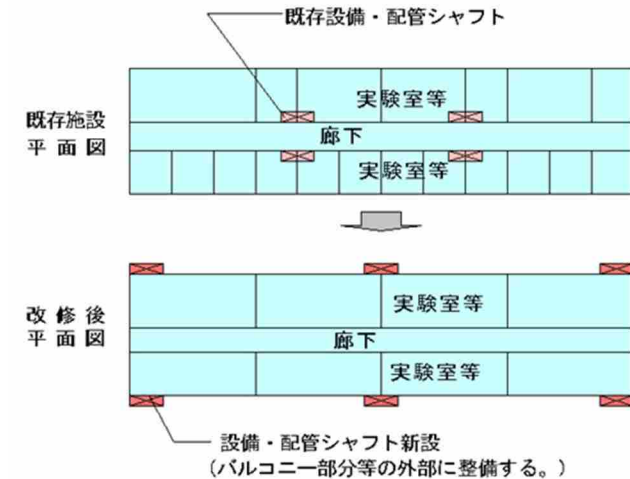 既存設備・配管シャフト
実験室等
既存施設
平面図
廊下
実験室等
実験室等
改修後
平面図
廊下
実験室等
設備・配管シャフト新設
(バルコニー部分等の外部に整備する。)